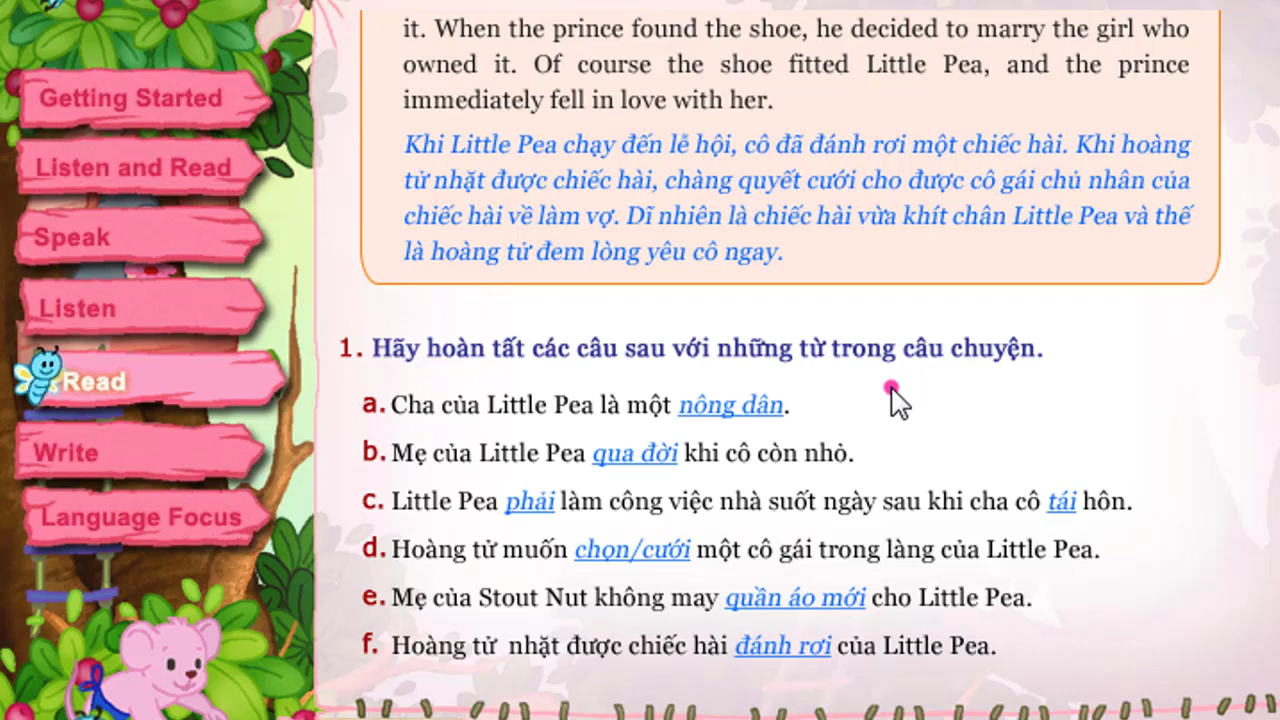 Getting Started
Listen and Read
Speak
Listen
Read
Write
Language Focus
it. When the prince found the shoe, he decided to marry the girl who
owned it. Of course the shoe fitted Little Pea, and the prince
immediately fell in love with her.
Khi Little Pea chạy đến lễ hội, cô đã đánh rơi một chiếc hài. Khi hoàng
tử nhặt được chiếc hài, chàng quyết cưới cho được cô gái chủ nhân của
chiếc hài về làm vợ. Dĩ nhiên là chiếc hài vừa khít chân Little Pea và thế
là hoàng tử đem lòng yêu cô ngay.
1. Hãy hoàn tất các câu sau với những từ trong câu chuyện.
a. Cha của Little Pea là một nông dân.
b. Mẹ của Little Pea qua đời khi cô còn nhỏ.
c. Little Pea phải làm công việc nhà suốt ngày sau khi cha cô tái hôn.
d. Hoàng tử muốn chọn/cưới một cô gái trong làng của Little Pea.
e. Mẹ của Stout Nut không may quần áo mới cho Little Pea.
f. Hoàng tử nhặt được chiếc hài đánh rơi của Little Pea.